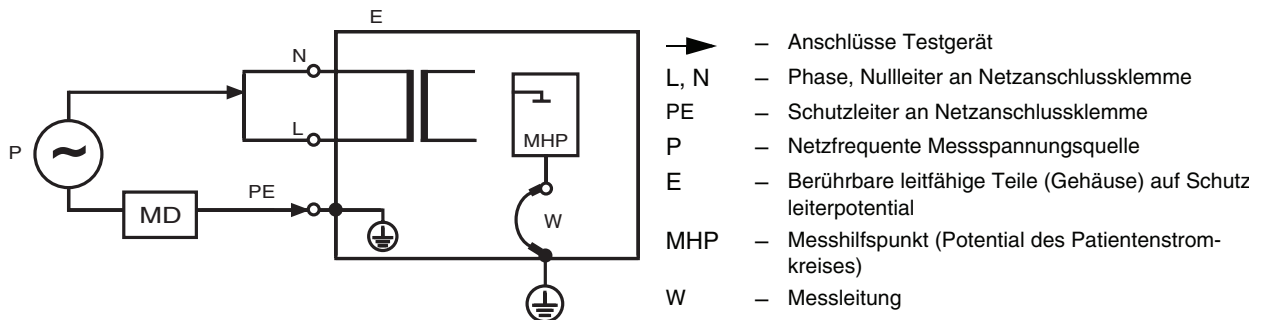 E
N
L
P
MHP
PE
MD
W
– Anschlüsse Testgerät
L, N – Phase, Nullleiter an Netzanschlussklemme
PE – Schutzleiter an Netzanschlussklemme
P – Netzfrequente Messspannungsquelle
E – Berührbare leitfähige Teile (Gehäuse) auf Schutz
leiterpotential
MHP – Messhilfspunkt (Potential des Patientenstrom-
kreises)
W – Messleitung